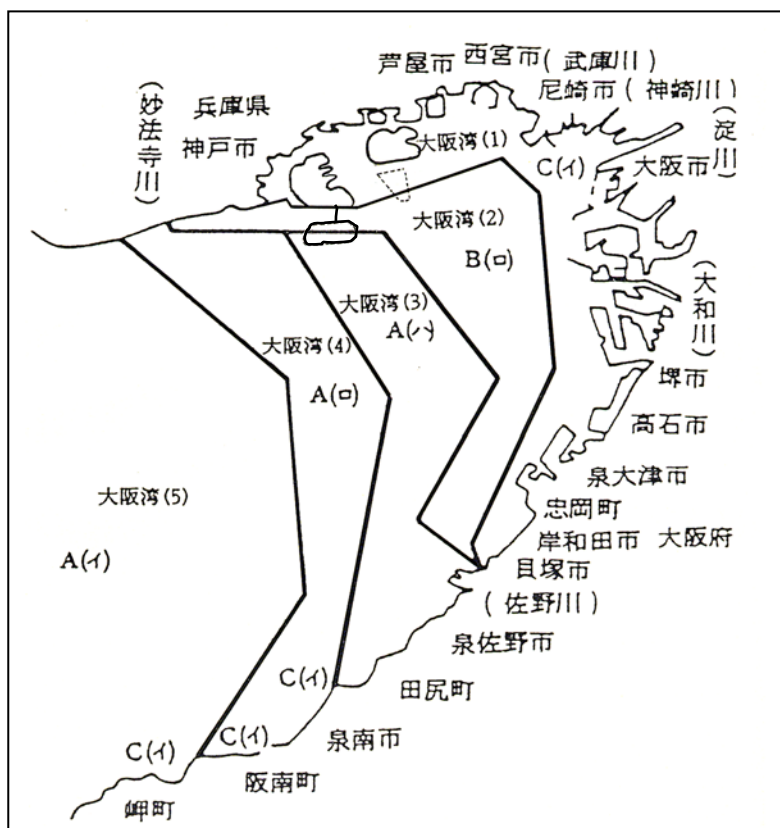 西宮市(武庫川)
芦屋市
尼崎市(神崎川)
(妙法寺川)
兵庫県
神戸市
大阪湾(1)
C(イ)
(淀川)
大阪市
大阪湾(2)
B(ロ)
(大和川)
大阪湾(3)
A(ハ)
大阪湾(4)
A(ロ)
堺市
高石市
大阪湾(5)
泉大津市
忠岡町
岸和田市 大阪府
A(イ)
貝塚市
(佐野川)
泉佐野市
C(イ)
田尻町
泉南市
C(イ)
C(イ)
阪南町
岬町